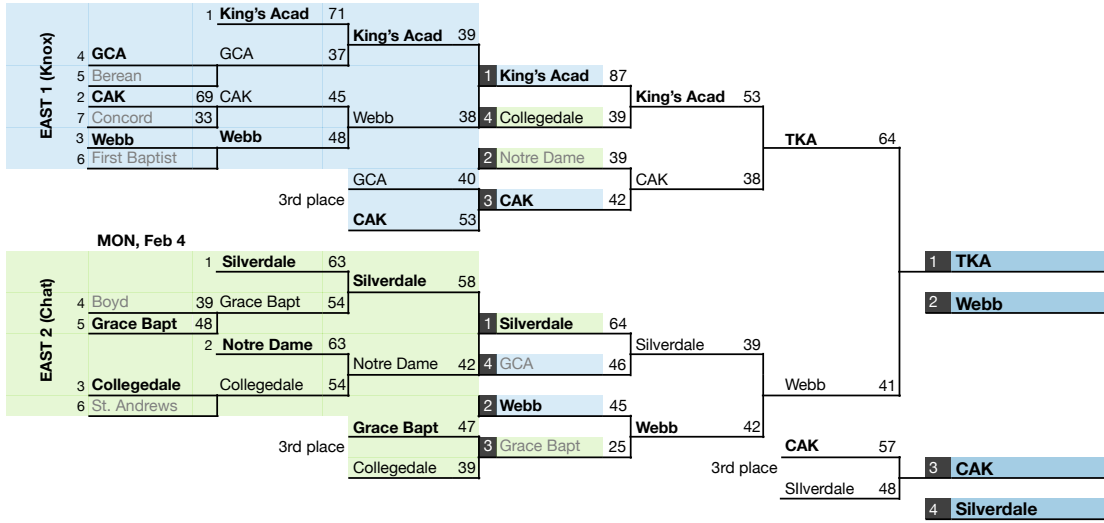 1 King's Acad 71
King's Acad 39
4 GCA GCA 37
5 Berean
1 King's Acad 87
2 CAK 69 CAK 45
King's Acad 53
7 Concord 33
Webb 38
4 Collegedale 39
3 Webb Webb 48
TKA 64
6 First Baptist
2 Notre Dame 39
GCA 40
CAK 38
3rd place
3 CAK 42
CAK 53
EAST 1 (Knox)
MON, Feb 4
1 Silverdale 63
1 TKA
Silverdale 58
4 Boyd 39 Grace Bapt 54
2 Webb
5 Grace Bapt 48
1 Silverdale 64
2 Notre Dame 63
Silverdale 39
Notre Dame 42
4 GCA 46
3 Collegedale Collegedale 54
Webb 41
6 St. Andrews
2 Webb 45
Grace Bapt 47
Webb 42
3rd place
3 Grace Bapt 25
CAK 57
Collegedale 39
3rd place
3 CAK
SIlverdale 48
4 Silverdale
EAST 2 (Chat)